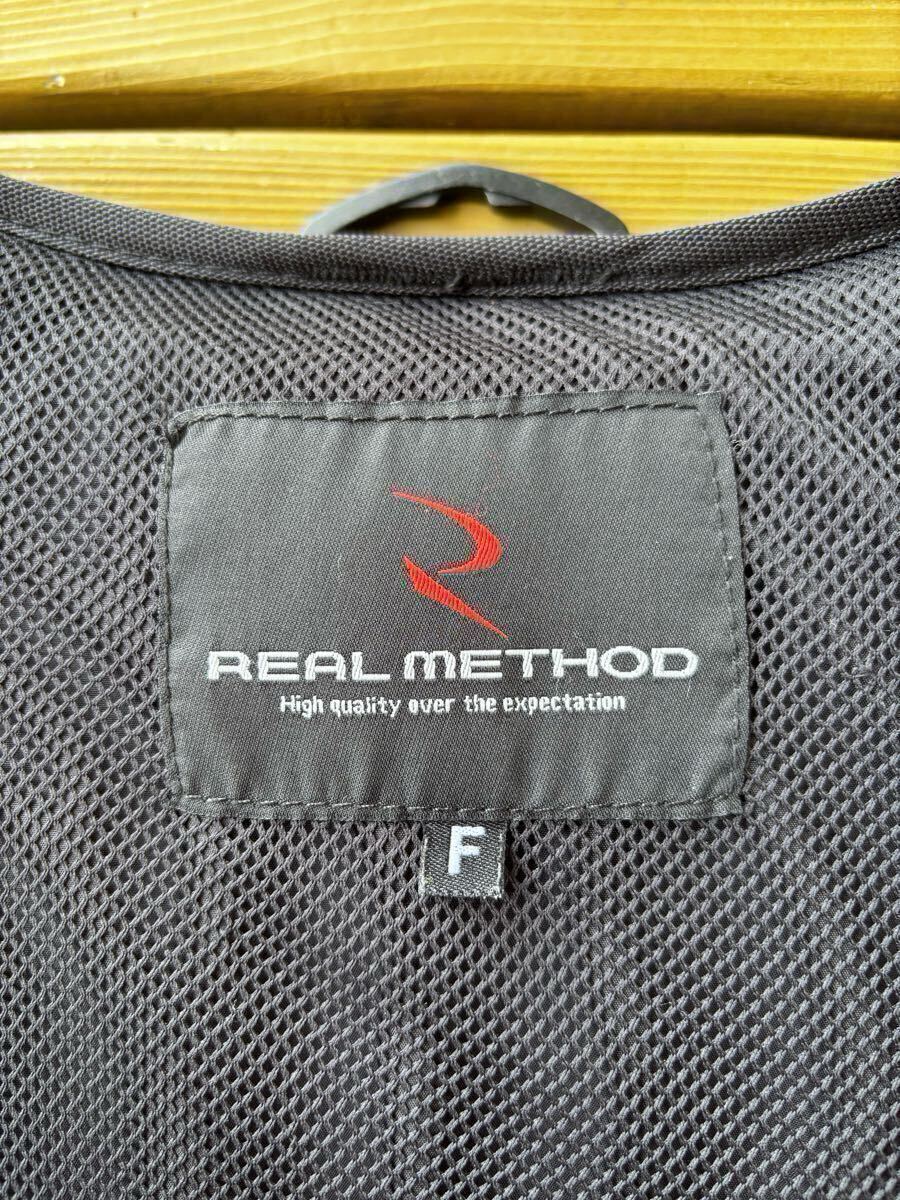 REAL METHOD
High quality over the expectation
F